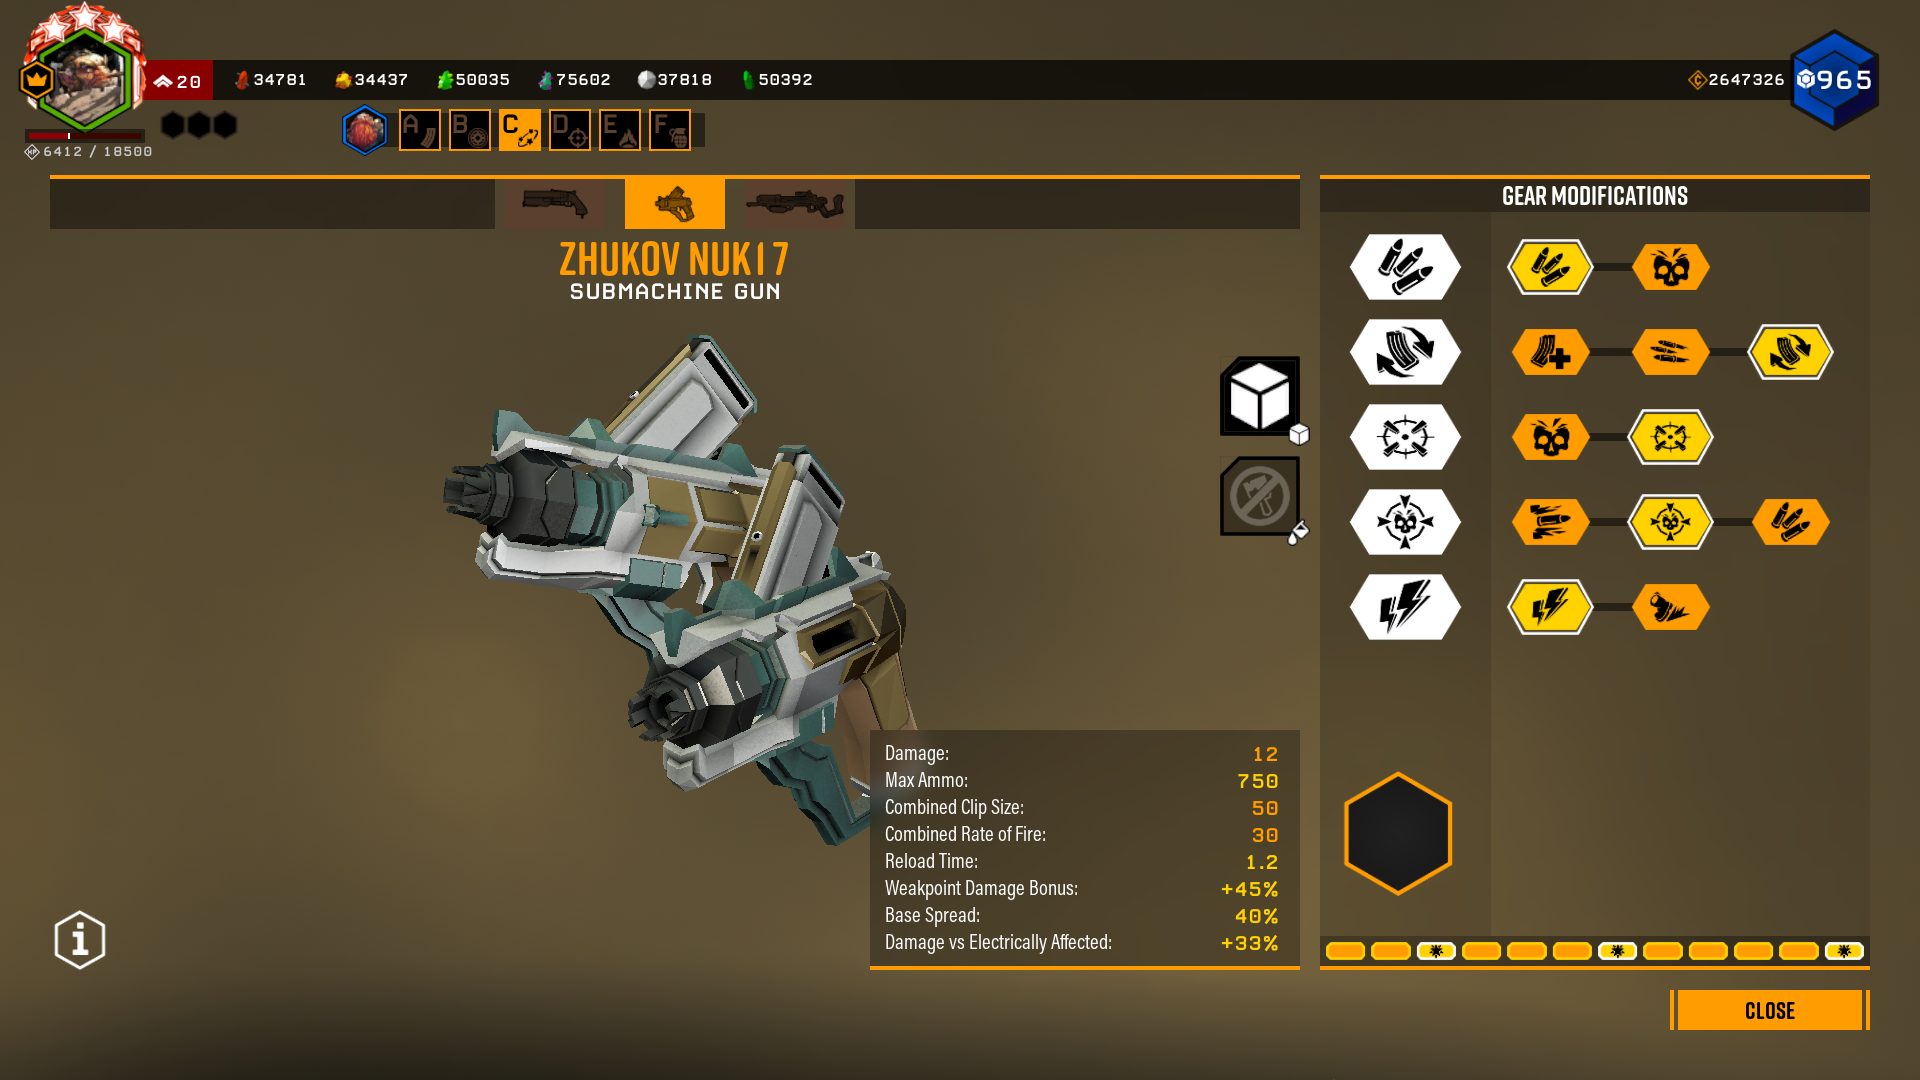 20 34781 34437 50035 75602 37818 50392 2647326 965
A B C D E F
HP 6412 / 18500
GEAR MODIFICATIONS
ZHUKOV NUK17
SUBMACHINE GUN
Damage: 12
Max Ammo: 750
Combined Clip Size: 50
Combined Rate of Fire: 30
Reload Time: 1.2
Weakpoint Damage Bonus: +45%
Base Spread: 40%
Damage vs Electrically Affected: +33%
i
CLOSE